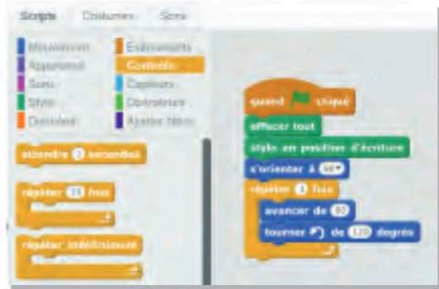 Scripts Costumes Sons
Mouvement Événements
Apparence Contrôle
Sons Capteurs
Stylo Opérateurs
Données Ajouter blocs
attendre 1 secondes
répéter 10 fois
répéter indéfiniment
quand cliqué
effacer tout
stylo en position d'écriture
s'orienter à 90
répéter fois
avancer de
tourner de 120 degrés